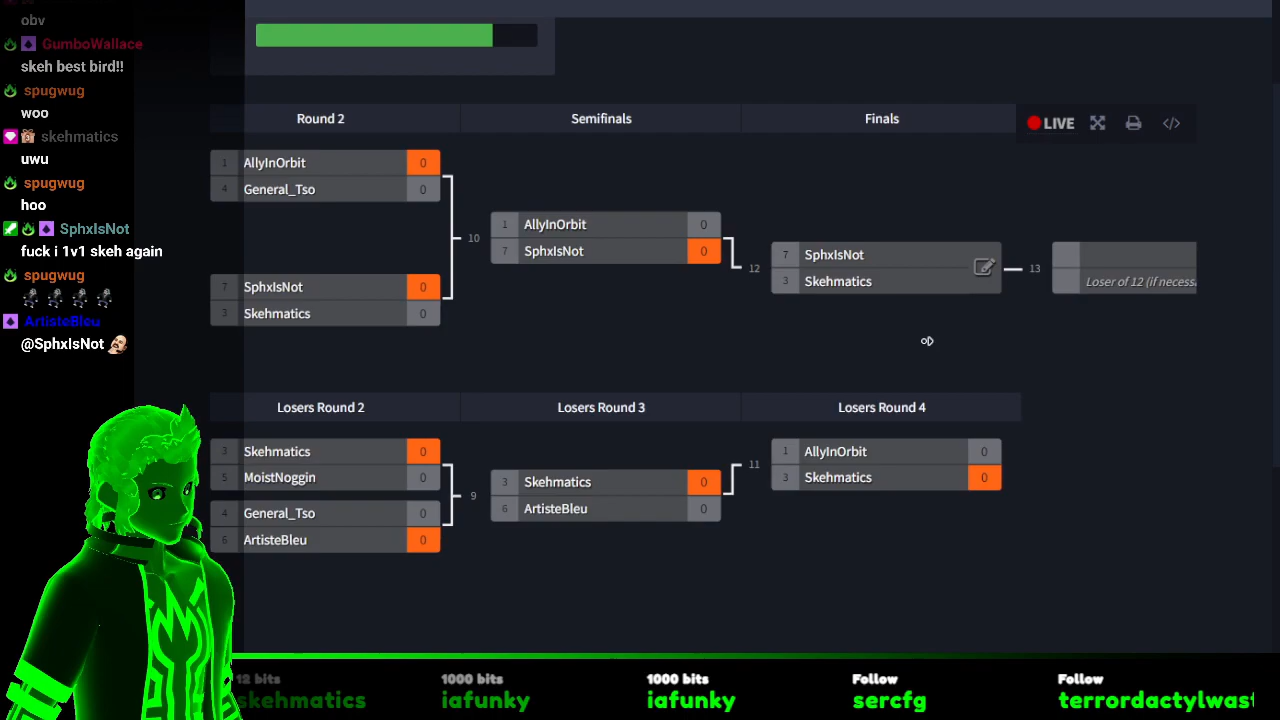 obv
GumboWallace
skeh best bird!!
spugwug
woo
skehmatics
uwu
spugwug
hoo
SphxIsNot
fuck i 1v1 skeh again
spugwug
ArtisteBleu
@SphxIsNot
Round 2
Semifinals
Finals
LIVE
1 AllyInOrbit 0
4 General_Tso 0
7 SphxIsNot 0
3 Skehmatics 0
10
1 AllyInOrbit 0
7 SphxIsNot 0
12
7 SphxIsNot
3 Skehmatics
13
Loser of 12 (if necess
Losers Round 2
Losers Round 3
Losers Round 4
3 Skehmatics 0
5 MoistNoggin 0
4 General_Tso 0
6 ArtisteBleu 0
9
3 Skehmatics 0
6 ArtisteBleu 0
11
1 AllyInOrbit 0
3 Skehmatics 0
12 bits
skehmatics
1000 bits
iafunky
1000 bits
iafunky
Follow
sercfg
Follow
terrordactylwast